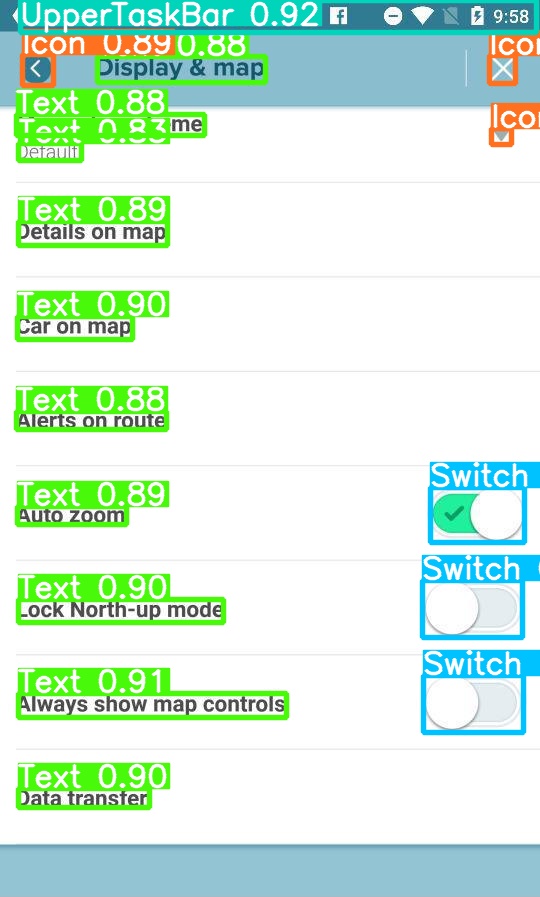 UpperTaskBar 0.92
9:58
Icon 0.89
0.88
Icon
Display & map
Text 0.88
me
Text 0.83
Icon
Default
Text 0.89
Details on map
Text 0.90
Car on map
Text 0.88
Alerts on route
Text 0.89
Switch
Auto zoom
Text 0.90
Switch
Lock North-up mode
Text 0.91
Switch
Always show map controls
Text 0.90
Data transfer